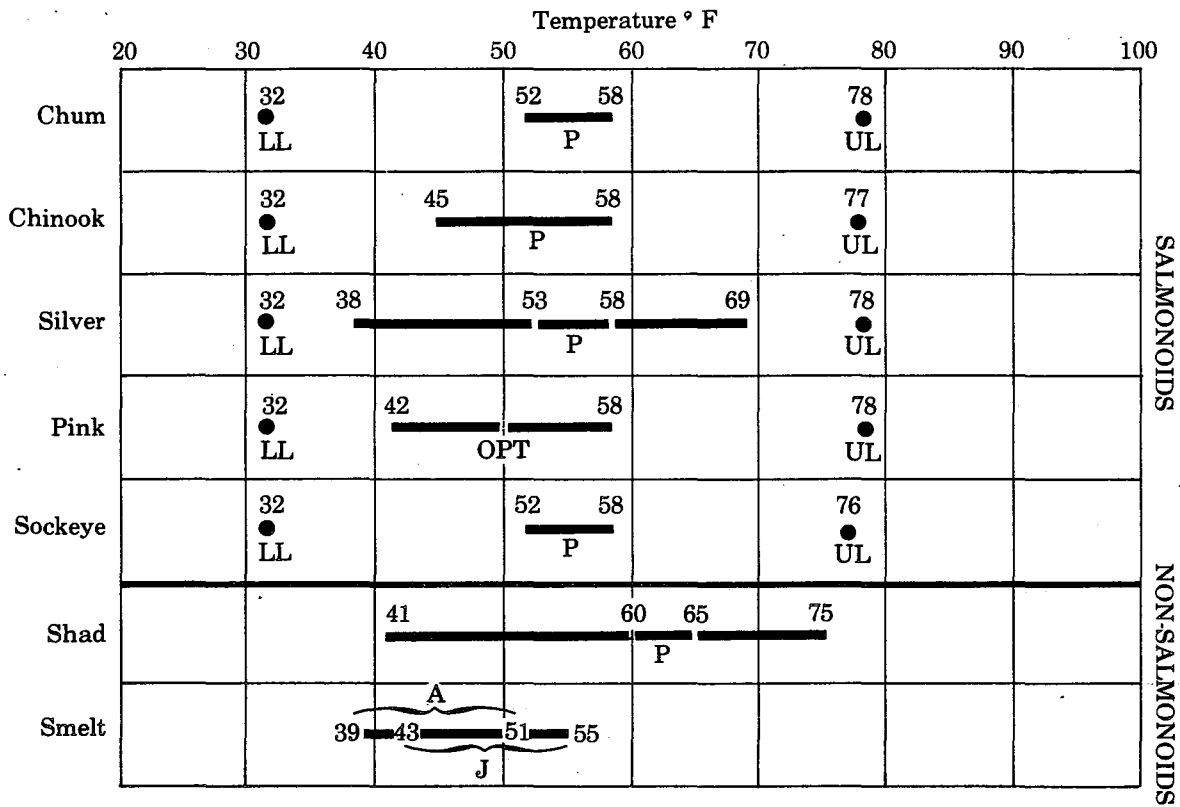 Temperature ° F
20 30 40 50 60 70 80 90 100
32 52 58 78
Chum
LL P UL
32 45 58 77
Chinook
LL P UL
32 38 53 58 69 78
Silver
LL P UL
32 42 58 78
Pink
LL OPT UL
32 52 58 76
Sockeye
LL P UL
SALMONOIDS
41 60 65 75
Shad
P
A
Smelt 39 43 51 55
J
NON-SALMONOIDS